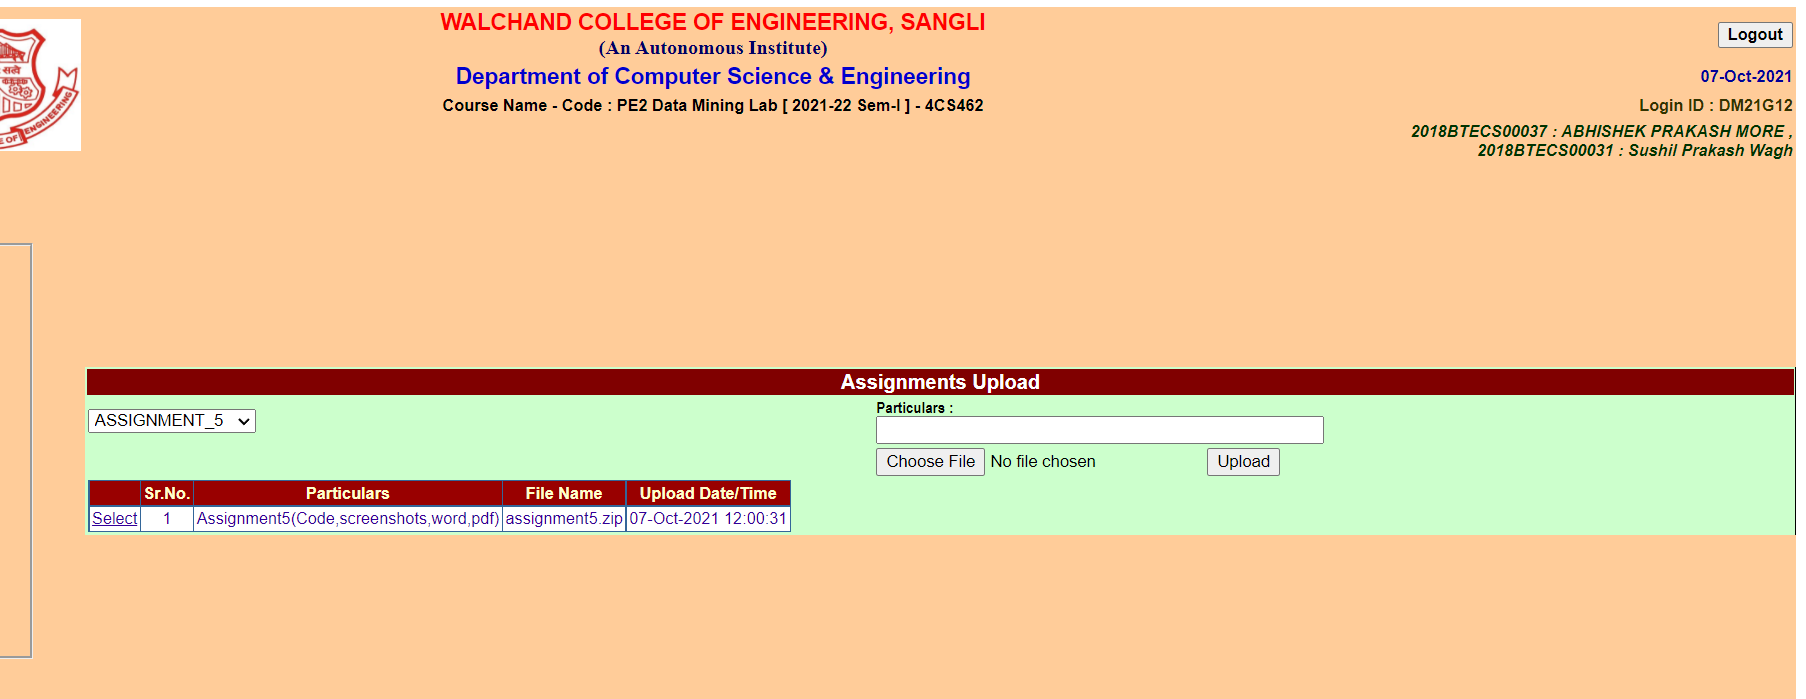 WALCHAND COLLEGE OF ENGINEERING, SANGLI
(An Autonomous Institute)
Department of Computer Science & Engineering
Course Name - Code : PE2 Data Mining Lab [ 2021-22 Sem-I ] - 4CS462
Logout
07-Oct-2021
Login ID : DM21G12
2018BTECS00037 : ABHISHEK PRAKASH MORE ,
2018BTECS00031 : Sushil Prakash Wagh
Assignments Upload
ASSIGNMENT_5
Particulars :
Choose File No file chosen Upload
Sr.No. Particulars File Name Upload Date/Time
Select 1 Assignment5(Code,screenshots,word,pdf) assignment5.zip 07-Oct-2021 12:00:31